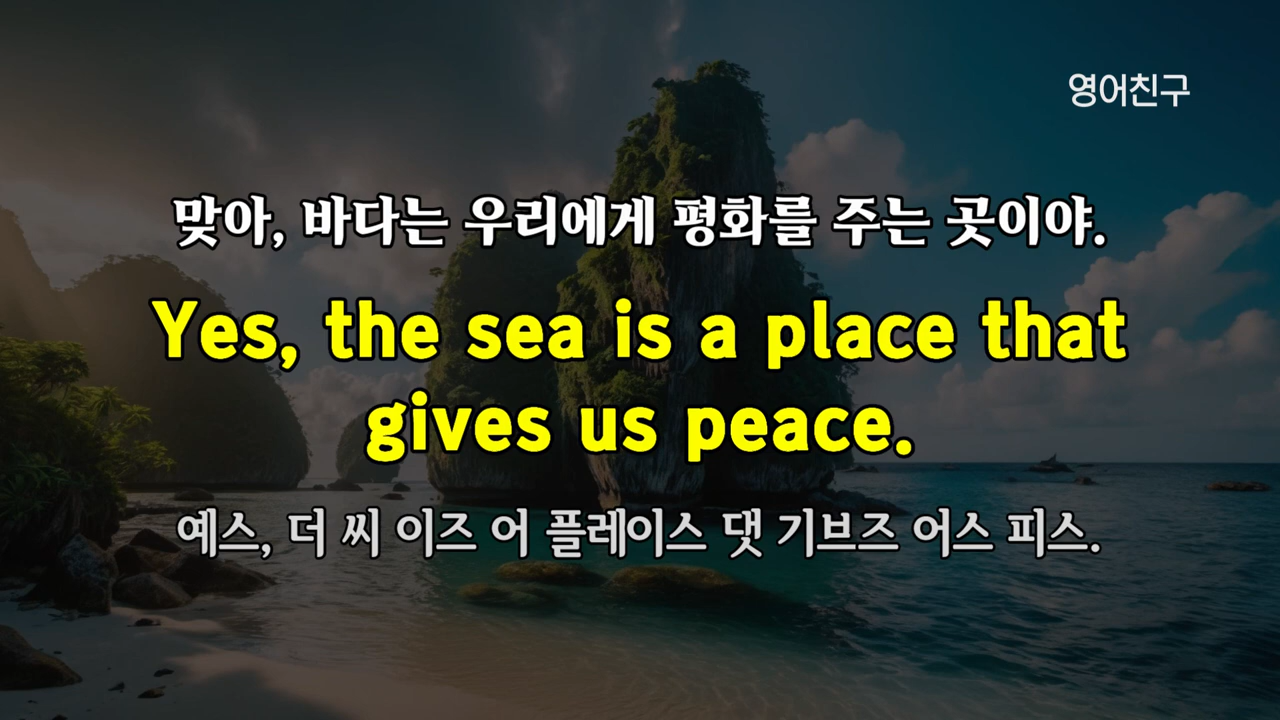 영어친구
맞아, 바다는 우리에게 평화를 주는 곳이야.
Yes, the sea is a place that
gives us peace.
예스, 더 씨 이즈 어 플레이스 댓 기브즈 어스 피스.